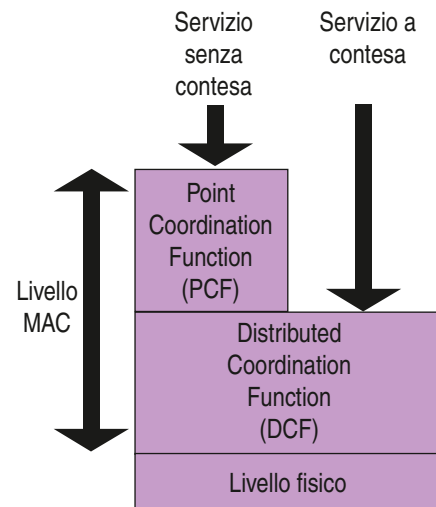 Servizio
senza
contesa
Servizio a
contesa
Point
Coordination
Function
(PCF)
Livello
MAC
Distributed
Coordination
Function
(DCF)
Livello fisico